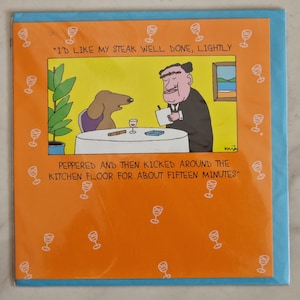 "I'D LIKE MY STEAK WELL DONE, LIGHTLY
PEPPERED AND THEN KICKED AROUND THE
KITCHEN FLOOR FOR ABOUT FIFTEEN MINUTES"